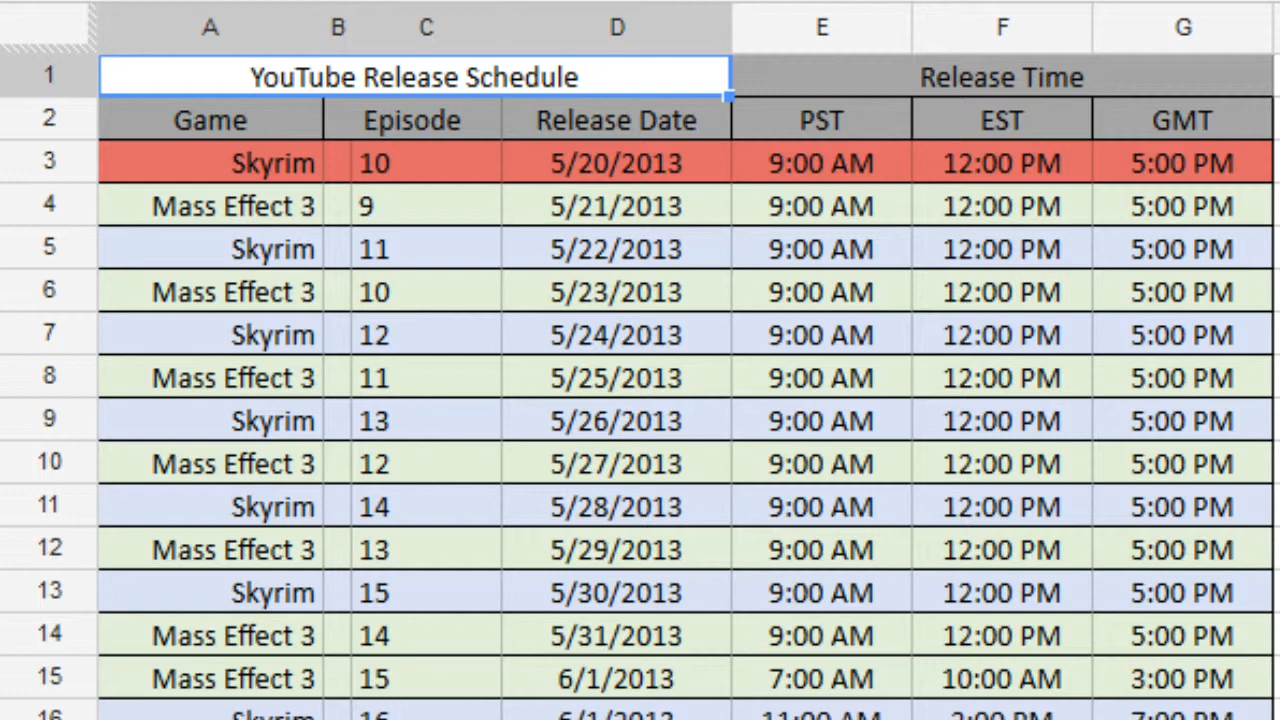 A B C D E F G
1 YouTube Release Schedule Release Time
2 Game Episode Release Date PST EST GMT
3 Skyrim 10 5/20/2013 9:00 AM 12:00 PM 5:00 PM
4 Mass Effect 3 9 5/21/2013 9:00 AM 12:00 PM 5:00 PM
5 Skyrim 11 5/22/2013 9:00 AM 12:00 PM 5:00 PM
6 Mass Effect 3 10 5/23/2013 9:00 AM 12:00 PM 5:00 PM
7 Skyrim 12 5/24/2013 9:00 AM 12:00 PM 5:00 PM
8 Mass Effect 3 11 5/25/2013 9:00 AM 12:00 PM 5:00 PM
9 Skyrim 13 5/26/2013 9:00 AM 12:00 PM 5:00 PM
10 Mass Effect 3 12 5/27/2013 9:00 AM 12:00 PM 5:00 PM
11 Skyrim 14 5/28/2013 9:00 AM 12:00 PM 5:00 PM
12 Mass Effect 3 13 5/29/2013 9:00 AM 12:00 PM 5:00 PM
13 Skyrim 15 5/30/2013 9:00 AM 12:00 PM 5:00 PM
14 Mass Effect 3 14 5/31/2013 9:00 AM 12:00 PM 5:00 PM
15 Mass Effect 3 15 6/1/2013 7:00 AM 10:00 AM 3:00 PM
16 Skyrim 16 6/1/2013 11:00 AM 2:00 PM 7:00 PM